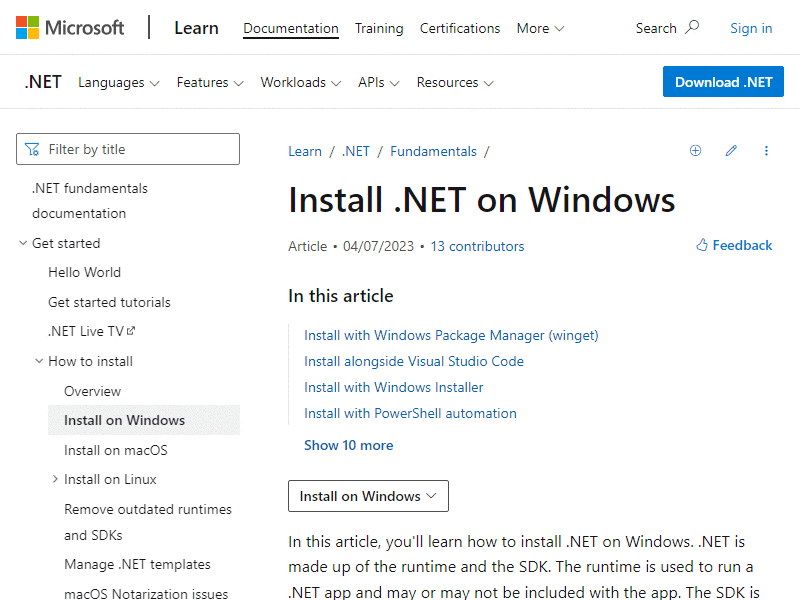 Microsoft Learn Documentation Training Certifications More Search Sign in
.NET Languages Features Workloads APIs Resources Download .NET
Filter by title
.NET fundamentals
documentation
Get started
Hello World
Get started tutorials
.NET Live TV
How to install
Overview
Install on Windows
Install on macOS
Install on Linux
Remove outdated runtimes
and SDKs
Manage .NET templates
macOS Notarization issues
Learn / .NET / Fundamentals /
Install .NET on Windows
Article • 04/07/2023 • 13 contributors
Feedback
In this article
Install with Windows Package Manager (winget)
Install alongside Visual Studio Code
Install with Windows Installer
Install with PowerShell automation
Show 10 more
Install on Windows
In this article, you'll learn how to install .NET on Windows. .NET is
made up of the runtime and the SDK. The runtime is used to run a
.NET app and may or may not be included with the app. The SDK is